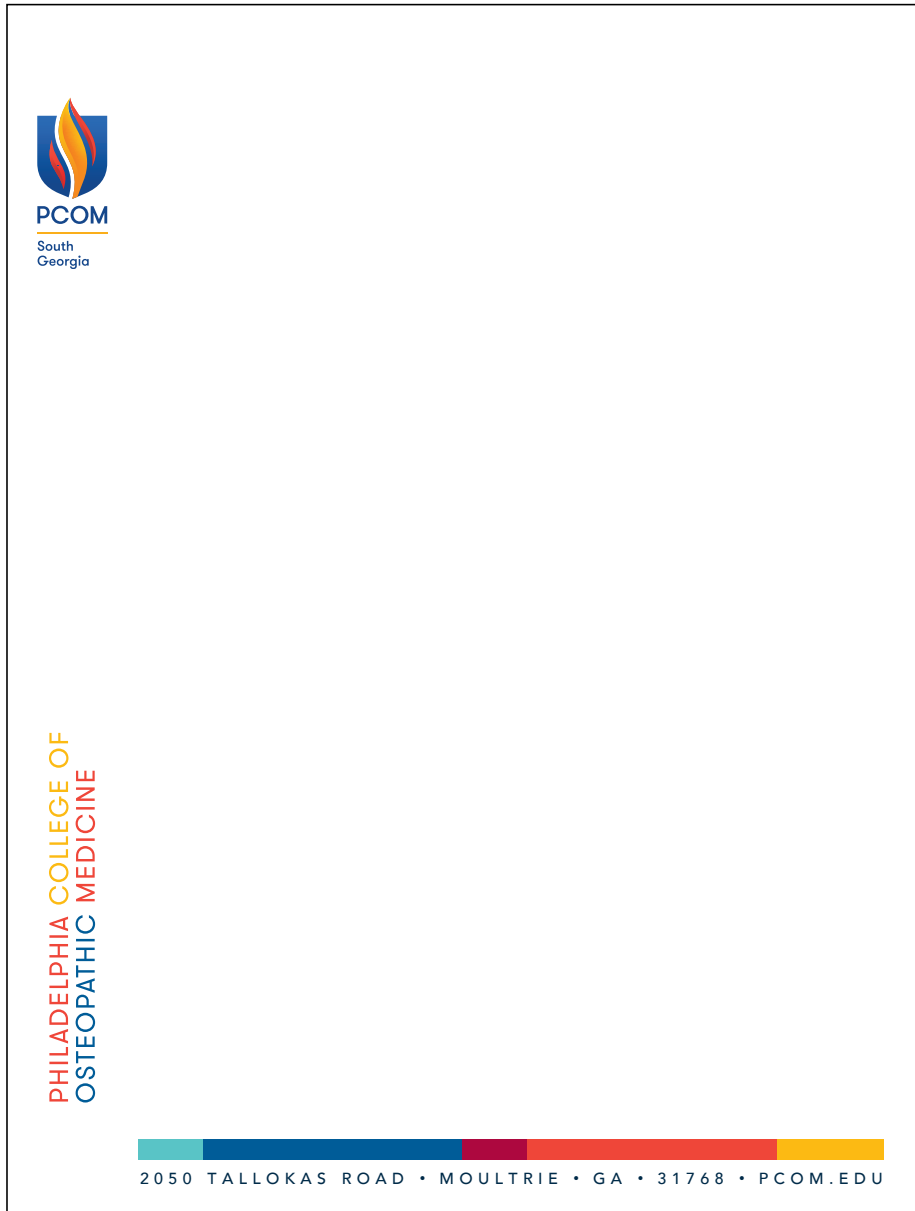 PCOM
South
Georgia
PHILADELPHIA COLLEGE OF
OSTEOPATHIC MEDICINE
2050 TALLOKAS ROAD • MOULTRIE • GA • 31768 • PCOM.EDU